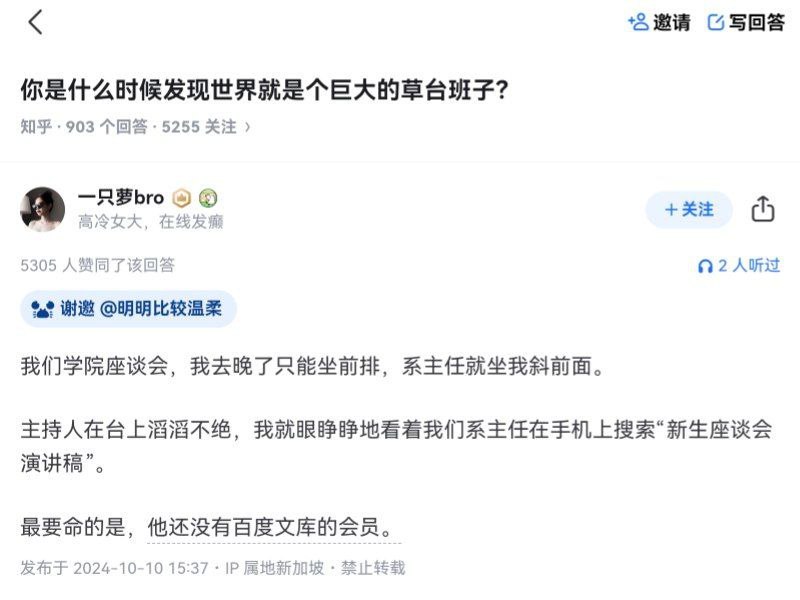 邀请 写回答
你是什么时候发现世界就是个巨大的草台班子?
知乎 · 903 个回答 · 5255 关注 >
一只萝bro
高冷女大，在线发癫
+ 关注
5305 人赞同了该回答
2 人听过
谢邀 @明明比较温柔
我们学院座谈会，我去晚了只能坐前排，系主任就坐我斜前面。
主持人在台上滔滔不绝，我就眼睁睁地看着我们系主任在手机上搜索“新生座谈会
演讲稿”。
最要命的是，他还没有百度文库的会员。
发布于 2024-10-10 15:37 · IP 属地新加坡 · 禁止转载